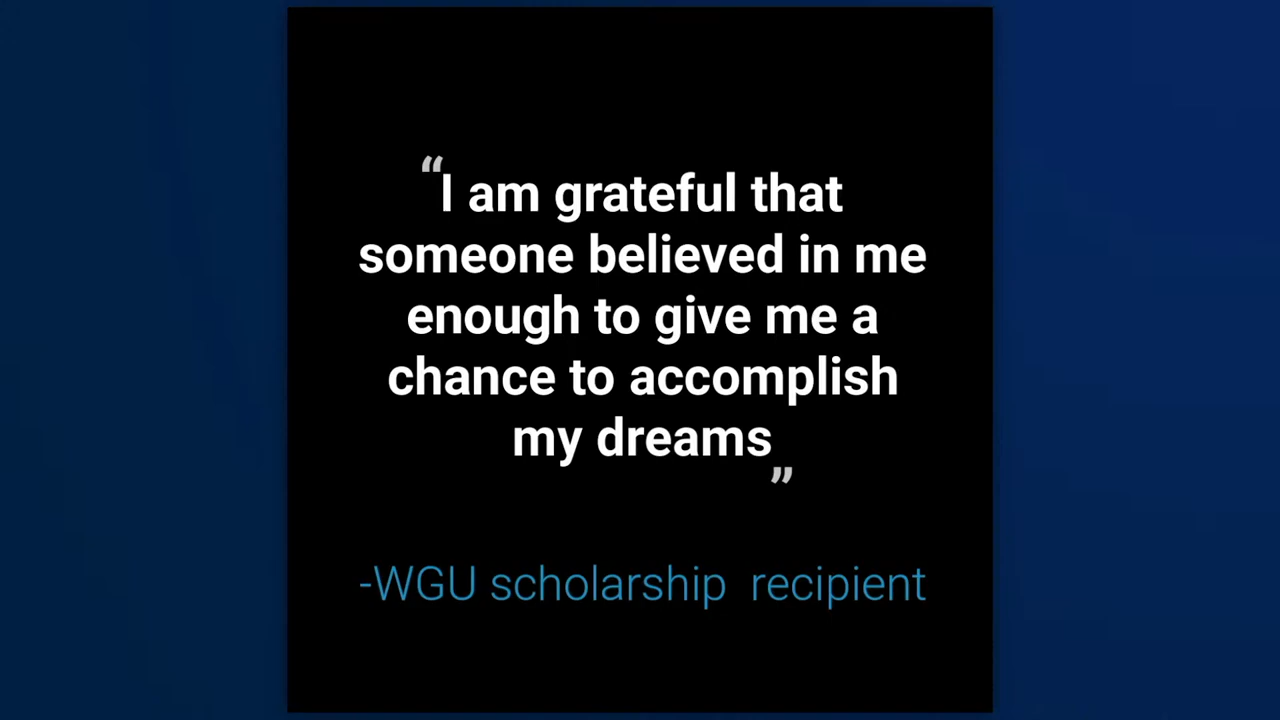 “I am grateful that
someone believed in me
enough to give me a
chance to accomplish
my dreams”
-WGU scholarship  recipient